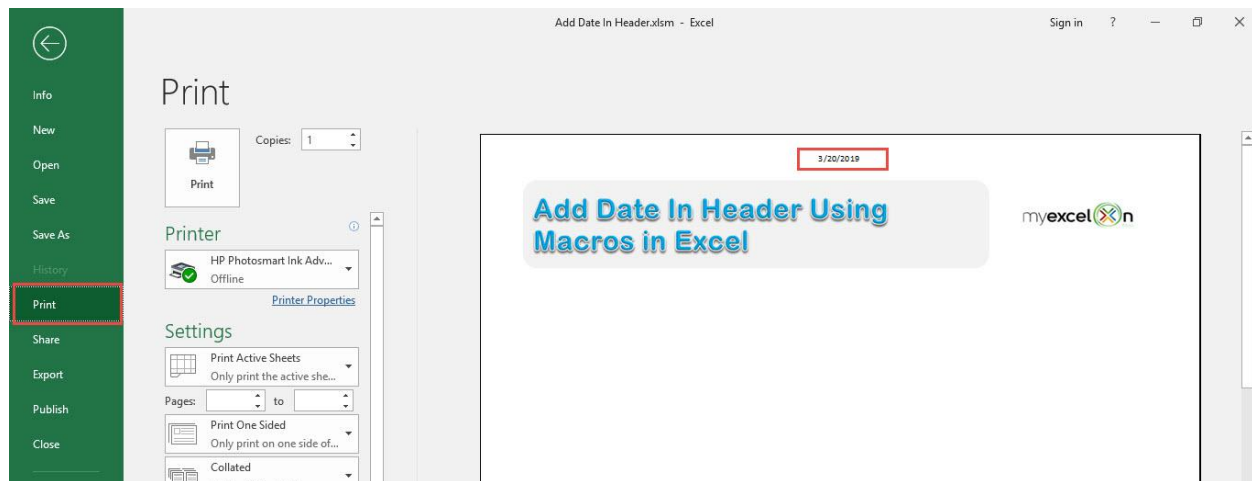 Add Date In Header.xlsm - Excel
Sign in ?
Info
New
Open
Save
Save As
History
Print
Share
Export
Publish
Close
Print
Copies: 1
Print
Printer
HP Photosmart Ink Adv...
Offline
Printer Properties
Settings
Print Active Sheets
Only print the active she...
Pages: to
Print One Sided
Only print on one side of...
Collated
3/20/2019
Add Date In Header Using
Macros in Excel
myexcel n